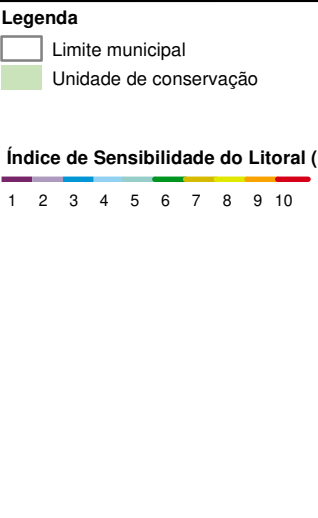 Legenda
Limite municipal
Unidade de conservação
Índice de Sensibilidade do Litoral (
1 2 3 4 5 6 7 8 9 10